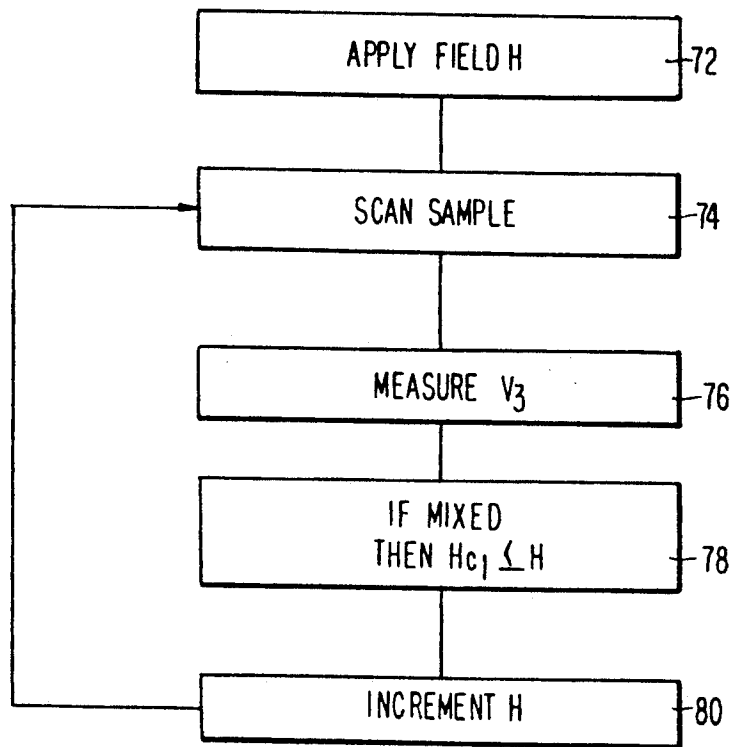 APPLY FIELD H
72
SCAN SAMPLE
74
MEASURE V3
76
IF MIXED
THEN Hc1 ≤ H
78
INCREMENT H
80